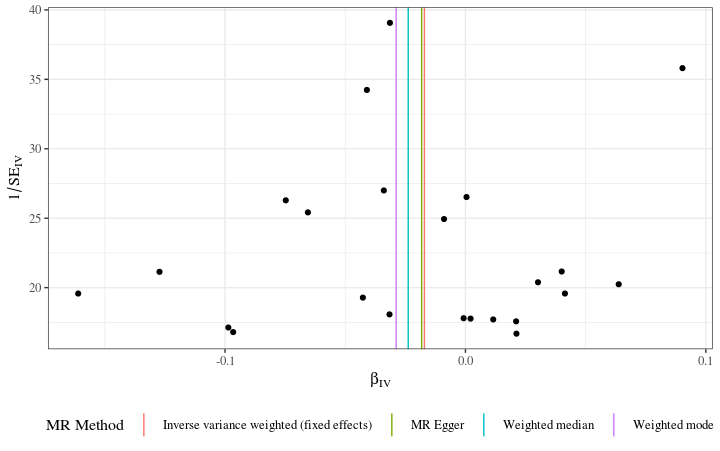 40
35
30
25
20
1/SE_IV
-0.1
0.0
0.1
β_IV
MR Method
Inverse variance weighted (fixed effects)
MR Egger
Weighted median
Weighted mode